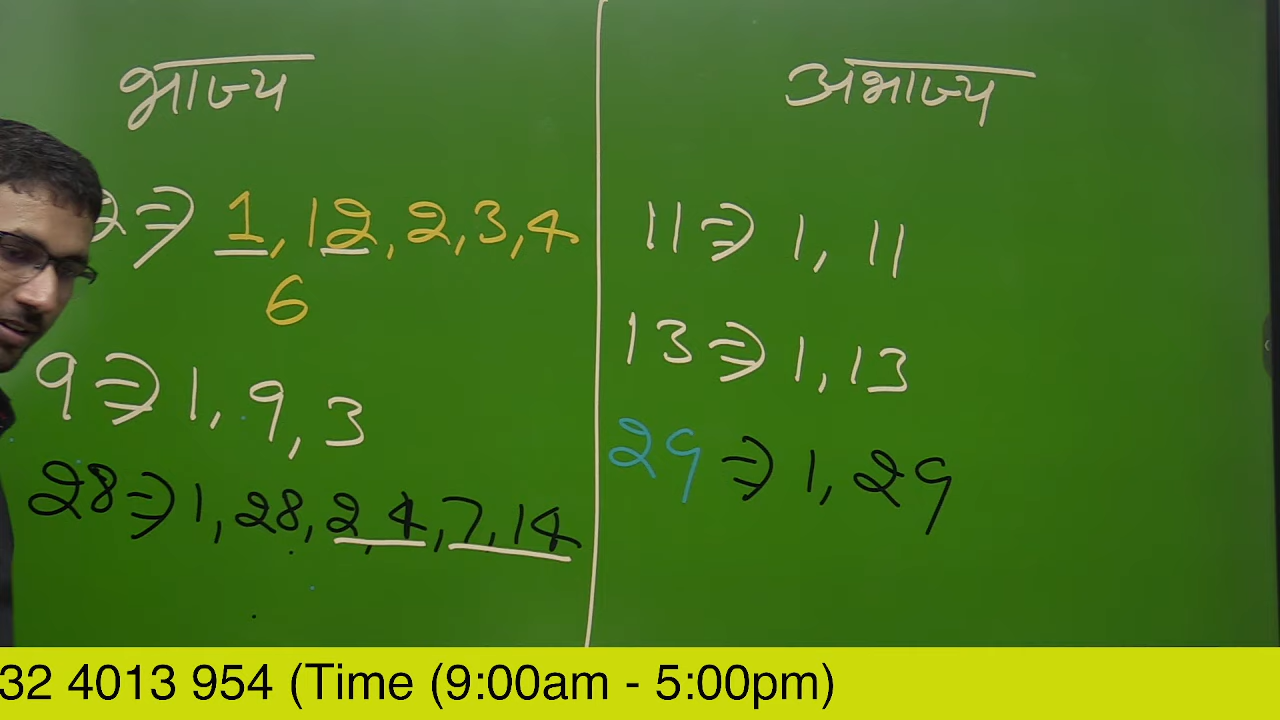 भाज्य
2 ⇒ 1, 12, 2, 3, 4
6
9 ⇒ 1, 9, 3
28 ⇒ 1, 28, 2, 4, 7, 14
अभाज्य
11 ⇒ 1, 11
13 ⇒ 1, 13
29 ⇒ 1, 29
32 4013 954 (Time (9:00am - 5:00pm)